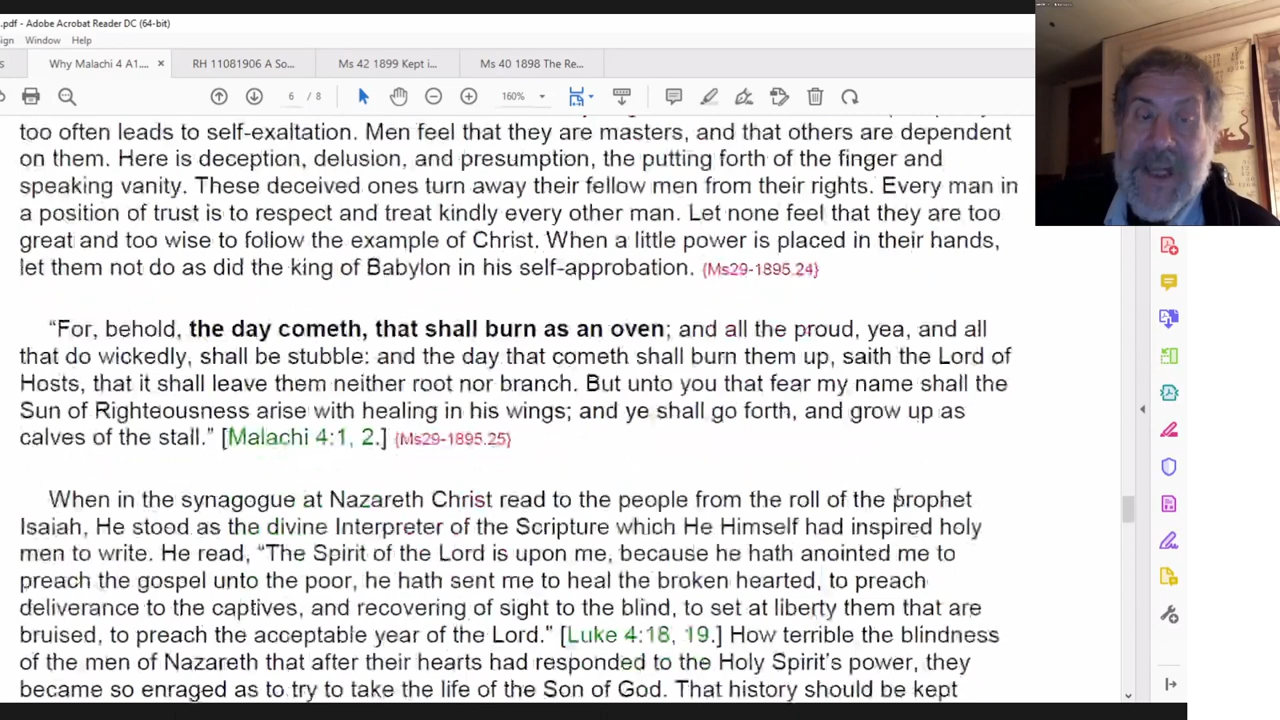 .pdf - Adobe Acrobat Reader DC (64-bit)
ign Window Help
s Why Malachi 4 A1.... × RH 11081906 A So... Ms 42 1899 Kept i... Ms 40 1898 The Re...
6 / 8 160%
too often leads to self-exaltation. Men feel that they are masters, and that others are dependent
on them. Here is deception, delusion, and presumption, the putting forth of the finger and
speaking vanity. These deceived ones turn away their fellow men from their rights. Every man in
a position of trust is to respect and treat kindly every other man. Let none feel that they are too
great and too wise to follow the example of Christ. When a little power is placed in their hands,
let them not do as did the king of Babylon in his self-approbation. {Ms29-1895.24}
“For, behold, the day cometh, that shall burn as an oven; and all the proud, yea, and all
that do wickedly, shall be stubble: and the day that cometh shall burn them up, saith the Lord of
Hosts, that it shall leave them neither root nor branch. But unto you that fear my name shall the
Sun of Righteousness arise with healing in his wings; and ye shall go forth, and grow up as
calves of the stall.” [Malachi 4:1, 2.] {Ms29-1895.25}
When in the synagogue at Nazareth Christ read to the people from the roll of the prophet
Isaiah, He stood as the divine Interpreter of the Scripture which He Himself had inspired holy
men to write. He read, “The Spirit of the Lord is upon me, because he hath anointed me to
preach the gospel unto the poor, he hath sent me to heal the broken hearted, to preach
deliverance to the captives, and recovering of sight to the blind, to set at liberty them that are
bruised, to preach the acceptable year of the Lord.” [Luke 4:18, 19.] How terrible the blindness
of the men of Nazareth that after their hearts had responded to the Holy Spirit’s power, they
became so enraged as to try to take the life of the Son of God. That history should be kept